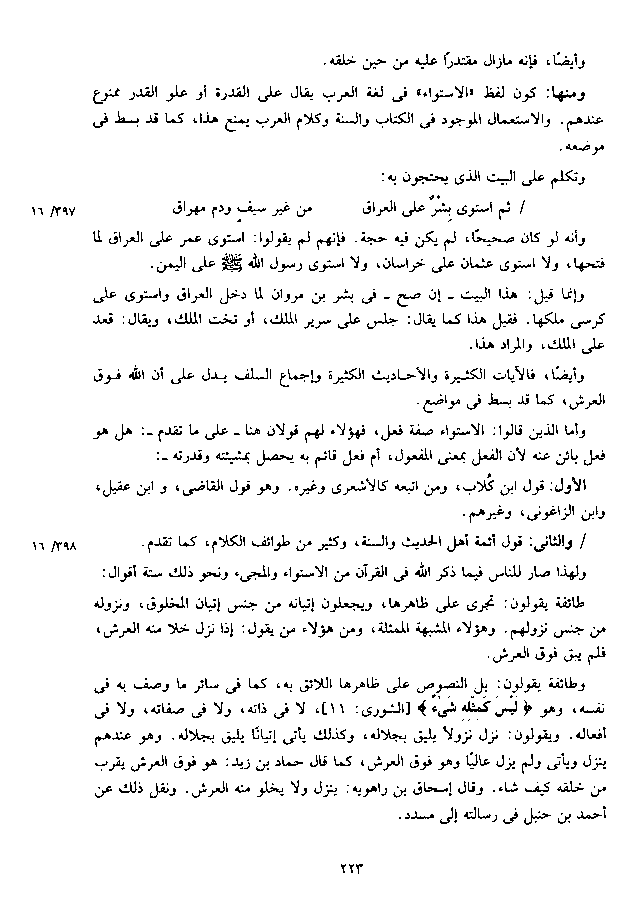 وأيضًا، فإنه مازال مقتدرًا عليه من حين خلقه.
ومنها: كون لفظ «الاستواء» فى لغة العرب يقال على القدرة أو علو القدر ممنوع
عندهم. والاستعمال الموجود فى الكتاب والسنة وكلام العرب يمنع هذا، كما قد بسط فى
موضعه.
وتكلم على البيت الذى يحتجون به:
/ ثم استوى بِشْرٌ على العراق من غير سيفٍ ودم مهراق ٣٩٧/ ١٦
وأنه لو كان صحيحًا، لم يكن فيه حجة. فإنهم لم يقولوا: استوى عمر على العراق لما
فتحها، ولا استوى عثمان على خراسان، ولا استوى رسول الله ﷺ على اليمن.
وإنما قيل: هذا البيت ـ إن صح ـ فى بشر بن مروان لما دخل العراق واستوى على
كرسى ملكها. فقيل هذا كما يقال: جلس على سرير الملك، أو تخت الملك، ويقال: قعد
على الملك، والمراد هذا.
وأيضًا، فالآيات الكثيرة والأحاديث الكثيرة وإجماع السلف يدل على أن الله فوق
العرش، كما قد بسط فى مواضع.
وأما الذين قالوا: الاستواء صفة فعل، فهؤلاء لهم قولان هنا ـ على ما تقدم ـ: هل هو
فعل بائن عنه لأن الفعل بمعنى المفعول، أم فعل قائم به يحصل بمشيئته وقدرته ـ:
الأول: قول ابن كُلاب، ومن اتبعه كالأشعرى وغيره. وهو قول القاضى، و ابن عقيل،
وابن الزاغونى، وغيرهم.
/ والثانى: قول أئمة أهل الحديث والسنة، وكثير من طوائف الكلام، كما تقدم. ٣٩٨/ ١٦
ولهذا صار للناس فيما ذكر الله فى القرآن من الاستواء والمجىء ونحو ذلك ستة أقوال:
طائفة يقولون: تجرى على ظاهرها، ويجعلون إتيانه من جنس إتيان المخلوق، ونزوله
من جنس نزولهم. وهؤلاء المشبهة الممثلة، ومن هؤلاء من يقول: إذا نزل خلا منه العرش،
فلم يبق فوق العرش.
وطائفة يقولون: بل النصوص على ظاهرها اللائق به، كما فى سائر ما وصف به فى
نفسه، وهو ﴿ لَيْسَ كَمِثْلِهِ شَيْءٌ ﴾ [الشورى: ١١]، لا فى ذاته، ولا فى صفاته، ولا فى
أفعاله. ويقولون: نزل نزولاً يليق بجلاله، وكذلك يأتى إتيانًا يليق بجلاله. وهو عندهم
ينزل ويأتى ولم يزل عاليًا وهو فوق العرش، كما قال حماد بن زيد: هو فوق العرش يقرب
من خلقه كيف شاء. وقال إسحاق بن راهويه: ينزل ولا يخلو منه العرش. ونقل ذلك عن
أحمد بن حنبل فى رسالته إلى مسدد.
٢٢٣